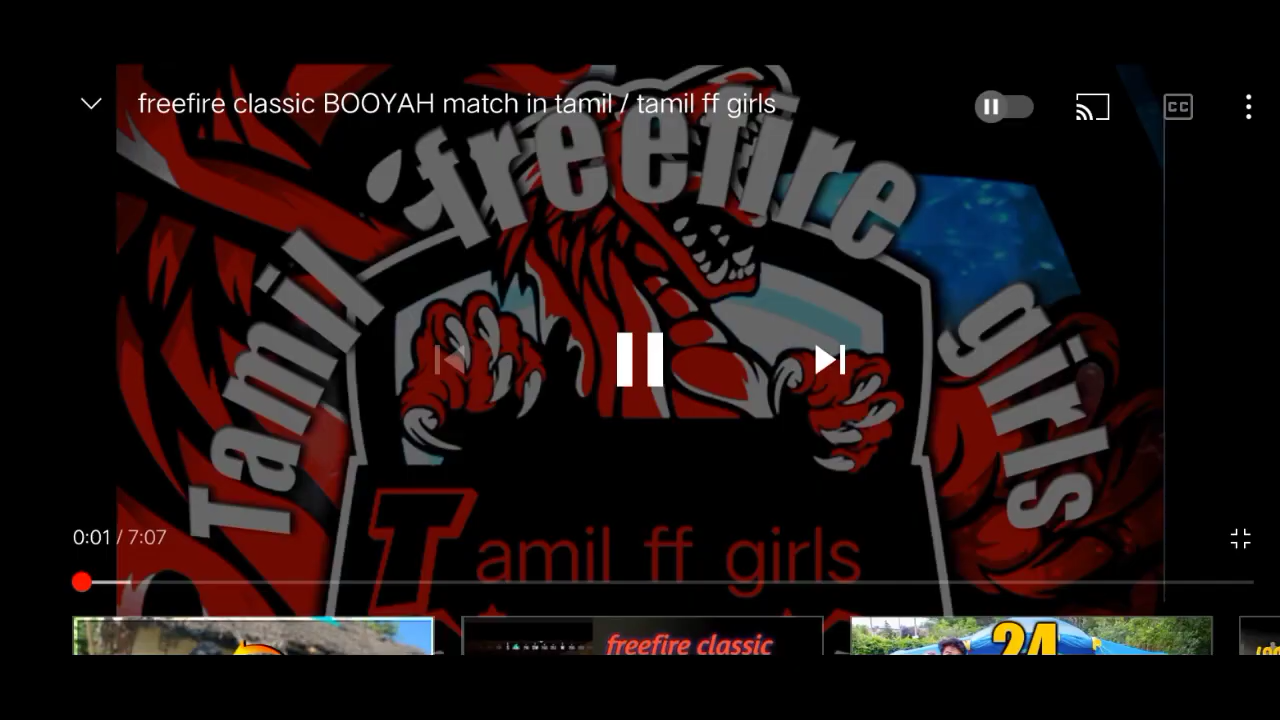 freefire classic BOOYAH match in tamil / tamil ff girls
CC
Tamil freefire girls
Tamil ff girls
0:01 / 7:07
freefire classic
24